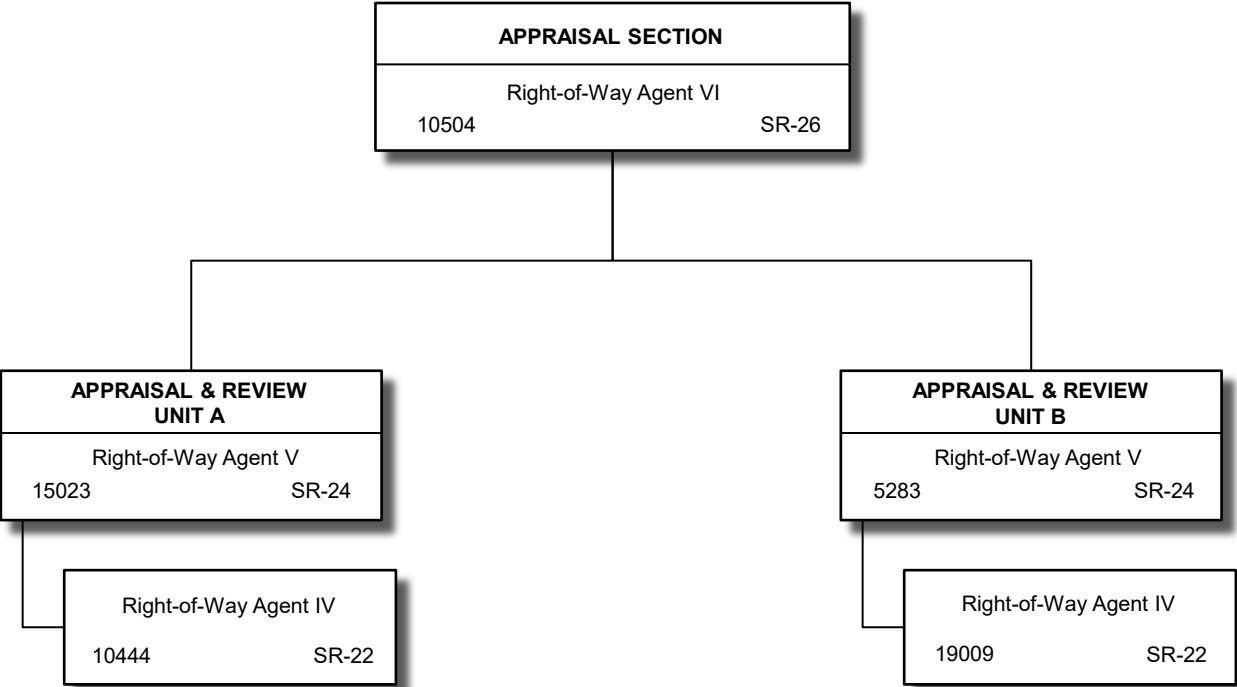 APPRAISAL SECTION
Right-of-Way Agent VI
10504 SR-26
APPRAISAL & REVIEW
UNIT A
Right-of-Way Agent V
15023 SR-24
Right-of-Way Agent IV
10444 SR-22
APPRAISAL & REVIEW
UNIT B
Right-of-Way Agent V
5283 SR-24
Right-of-Way Agent IV
19009 SR-22